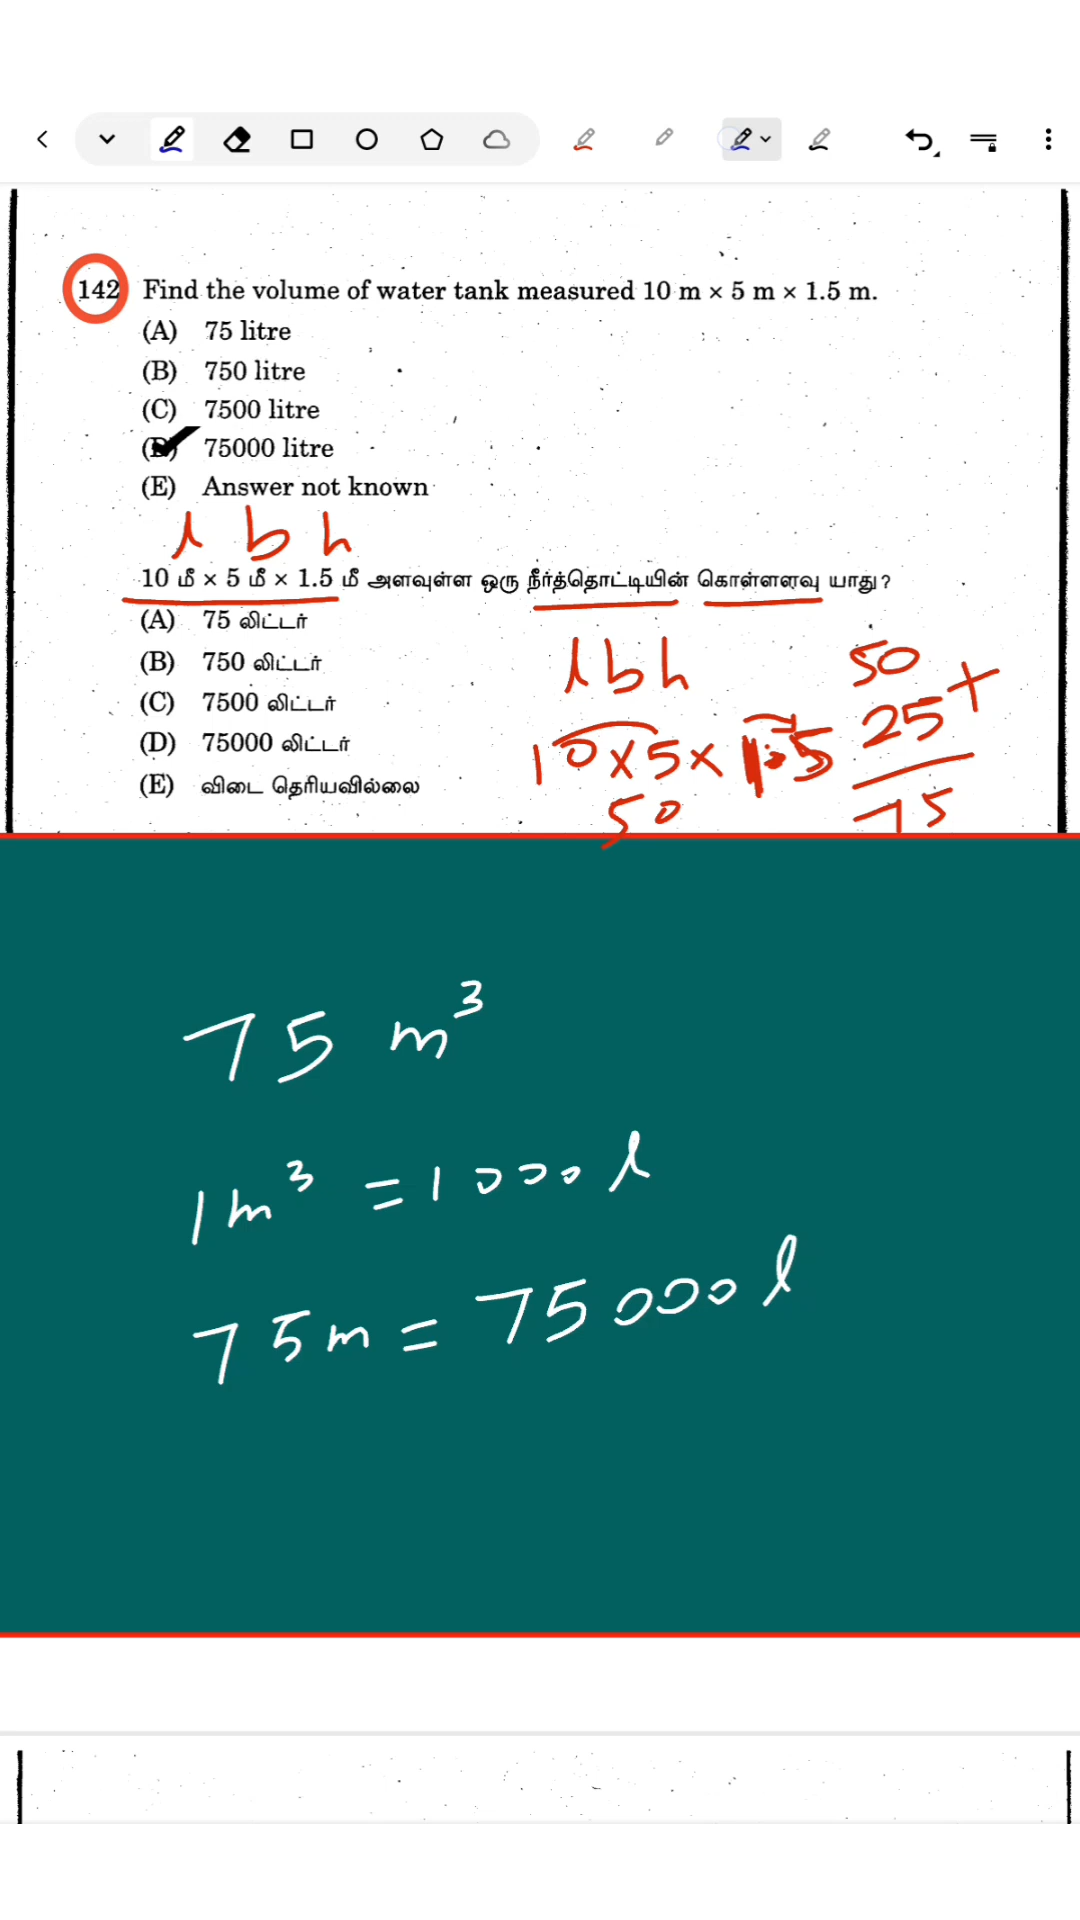 142 Find the volume of water tank measured 10 m × 5 m × 1.5 m.
(A) 75 litre
(B) 750 litre
(C) 7500 litre
(D) 75000 litre
(E) Answer not known
l b h
10 மீ × 5 மீ × 1.5 மீ அளவுள்ள ஒரு நீர்த்தொட்டியின் கொள்ளளவு யாது?
(A) 75 லிட்டர்
(B) 750 லிட்டர்
(C) 7500 லிட்டர்
(D) 75000 லிட்டர்
(E) விடை தெரியவில்லை
l b h
10 × 5 × 1.5
50
50 +
25
75
75 m³
1 m³ = 1000 l
75 m = 75000 l